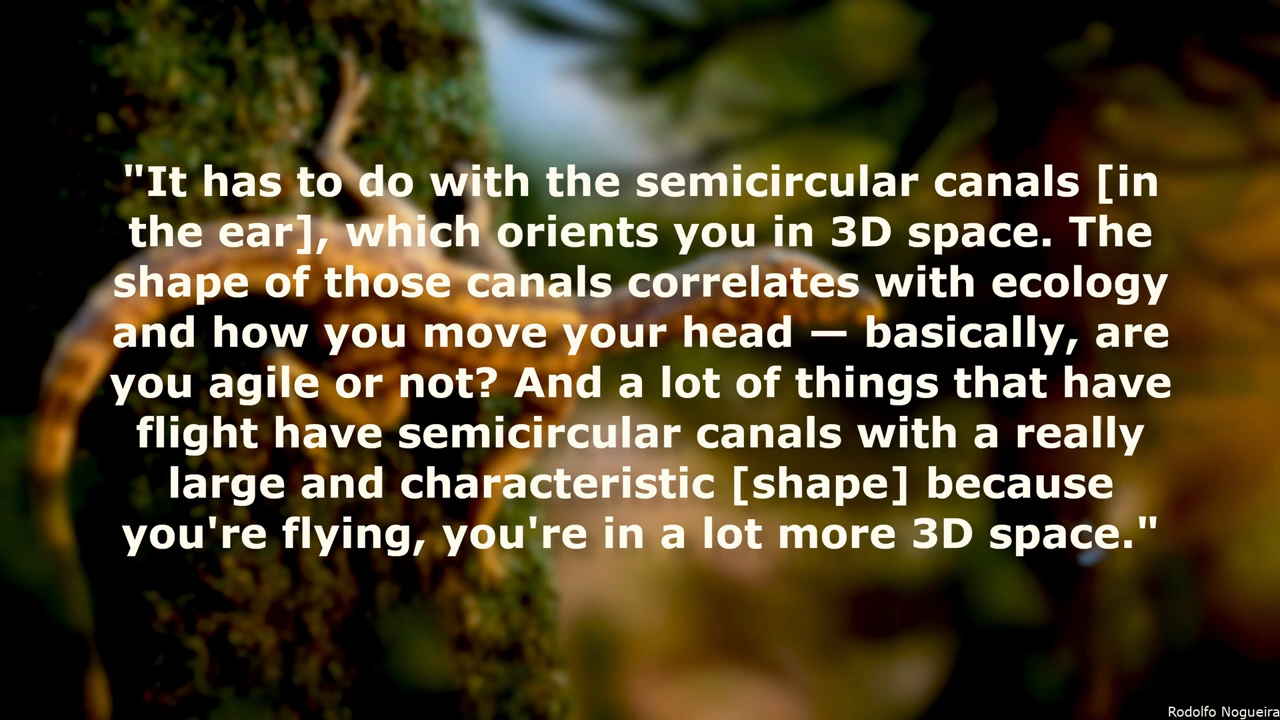 "It has to do with the semicircular canals [in
the ear], which orients you in 3D space. The
shape of those canals correlates with ecology
and how you move your head — basically, are
you agile or not? And a lot of things that have
flight have semicircular canals with a really
large and characteristic [shape] because
you're flying, you're in a lot more 3D space."
Rodolfo Nogueira